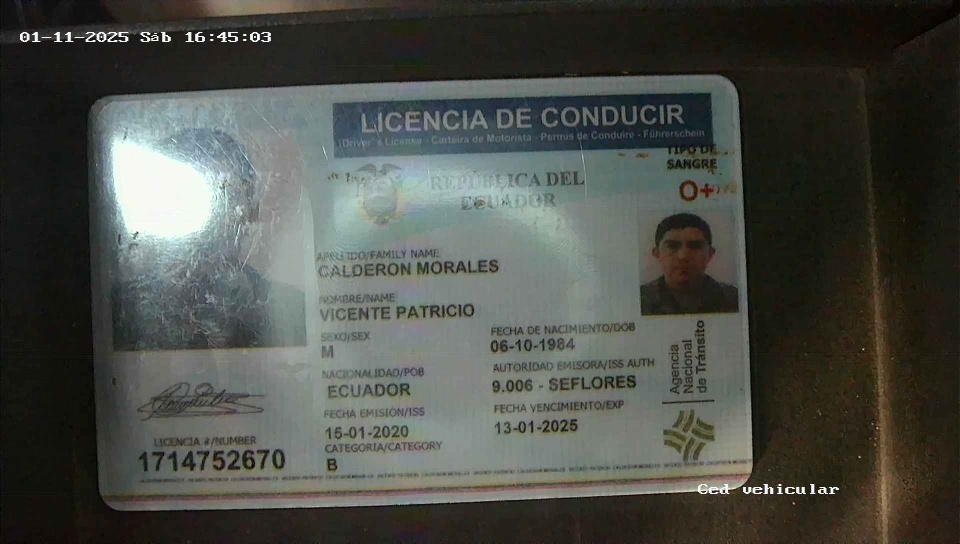 01-11-2025 Sáb 16:45:03
LICENCIA DE CONDUCIR
Driver's License - Carteira de Motorista - Permis de Conduire - Führerschein
TIPO DE
SANGRE
O+
REPÚBLICA DEL
ECUADOR
APELLIDO/FAMILY NAME
CALDERON MORALES
NOMBRE/NAME
VICENTE PATRICIO
SEXO/SEX
M
FECHA DE NACIMIENTO/DOB
06-10-1984
NACIONALIDAD/POB
ECUADOR
AUTORIDAD EMISORA/ISS AUTH
9.006 - SEFLORES
FECHA EMISIÓN/ISS
15-01-2020
FECHA VENCIMIENTO/EXP
13-01-2025
CATEGORIA/CATEGORY
B
LICENCIA #/NUMBER
1714752670
Agencia
Nacional
de Tránsito
Ced vehicular